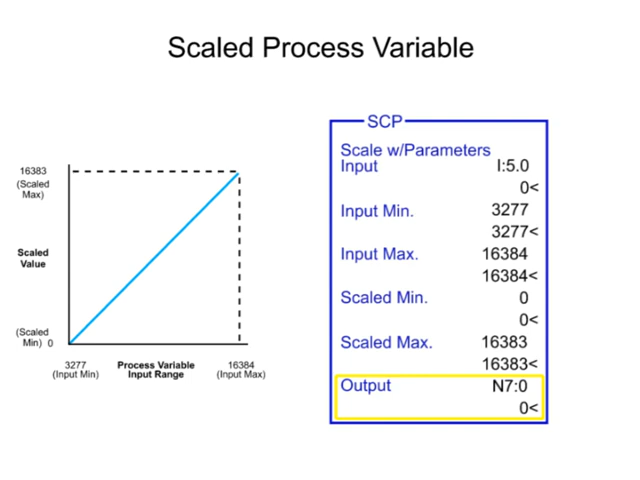 Scaled Process Variable
16383
(Scaled
Max)
Scaled
Value
(Scaled
Min) 0
3277
(Input Min)
Process Variable
Input Range
16384
(Input Max)
SCP
Scale w/Parameters
Input I:5.0
0<
Input Min. 3277
3277<
Input Max. 16384
16384<
Scaled Min. 0
0<
Scaled Max. 16383
16383<
Output N7:0
0<